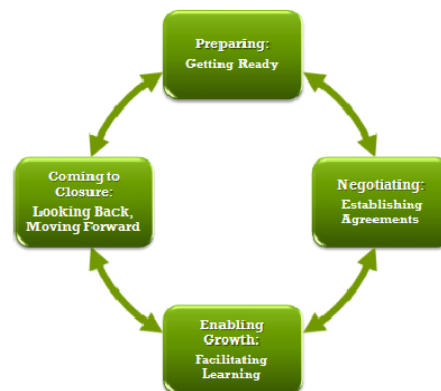 Preparing:
Getting Ready
Negotiating:
Establishing
Agreements
Enabling
Growth:
Facilitating
Learning
Coming to
Closure:
Looking Back,
Moving Forward